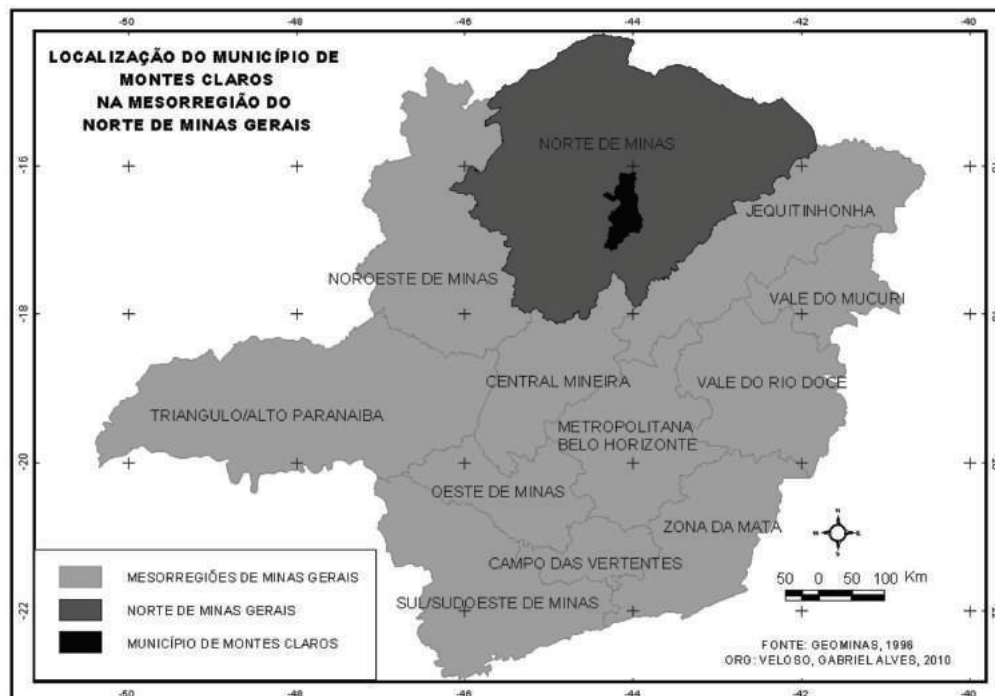 -50
-48
-46
-44
-42
-40
LOCALIZAÇÃO DO MUNICÍPIO DE
MONTES CLAROS
NA MESORREGIÃO DO
NORTE DE MINAS GERAIS
NORTE DE MINAS
-16
JEQUITINHONHA
NOROESTE DE MINAS
VALE DO MUCURI
-18
CENTRAL MINEIRA
VALE DO RIO DOCE
TRIANGULO/ALTO PARANAIBA
METROPOLITANA
BELO HORIZONTE
-20
OESTE DE MINAS
ZONA DA MATA
N
E
S
CAMPO DAS VERTENTES
50 0 50 100 Km
SUL/SUDOESTE DE MINAS
-22
MESORREGIÕES DE MINAS GERAIS
NORTE DE MINAS GERAIS
MUNICÍPIO DE MONTES CLAROS
FONTE: GEOMINAS, 1996
ORG: VELOSO, GABRIEL ALVES, 2010
-50
-48
-46
-44
-42
-40